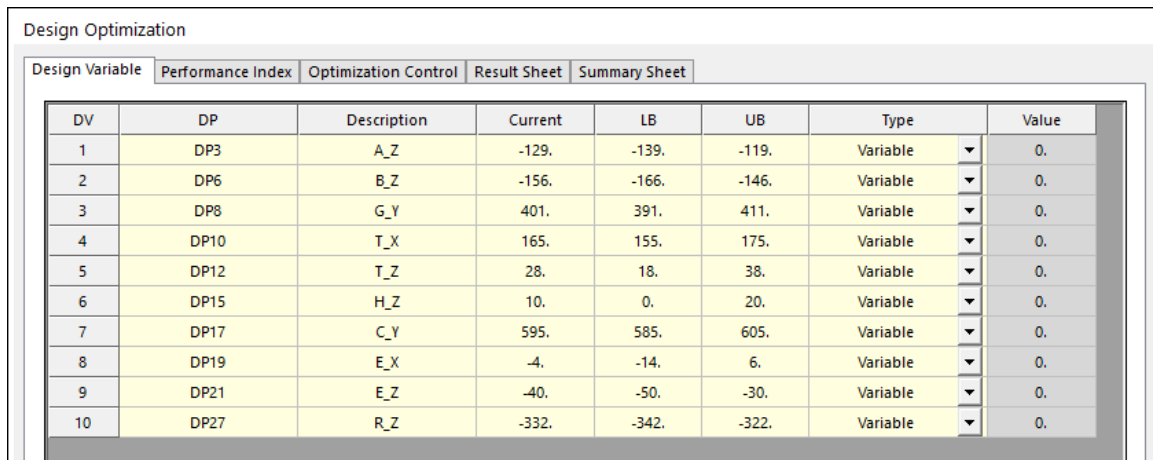 Design Optimization
Design Variable Performance Index Optimization Control Result Sheet Summary Sheet
DV DP Description Current LB UB Type Value
1 DP3 A_Z -129. -139. -119. Variable 0.
2 DP6 B_Z -156. -166. -146. Variable 0.
3 DP8 G_Y 401. 391. 411. Variable 0.
4 DP10 T_X 165. 155. 175. Variable 0.
5 DP12 T_Z 28. 18. 38. Variable 0.
6 DP15 H_Z 10. 0. 20. Variable 0.
7 DP17 C_Y 595. 585. 605. Variable 0.
8 DP19 E_X -4. -14. 6. Variable 0.
9 DP21 E_Z -40. -50. -30. Variable 0.
10 DP27 R_Z -332. -342. -322. Variable 0.